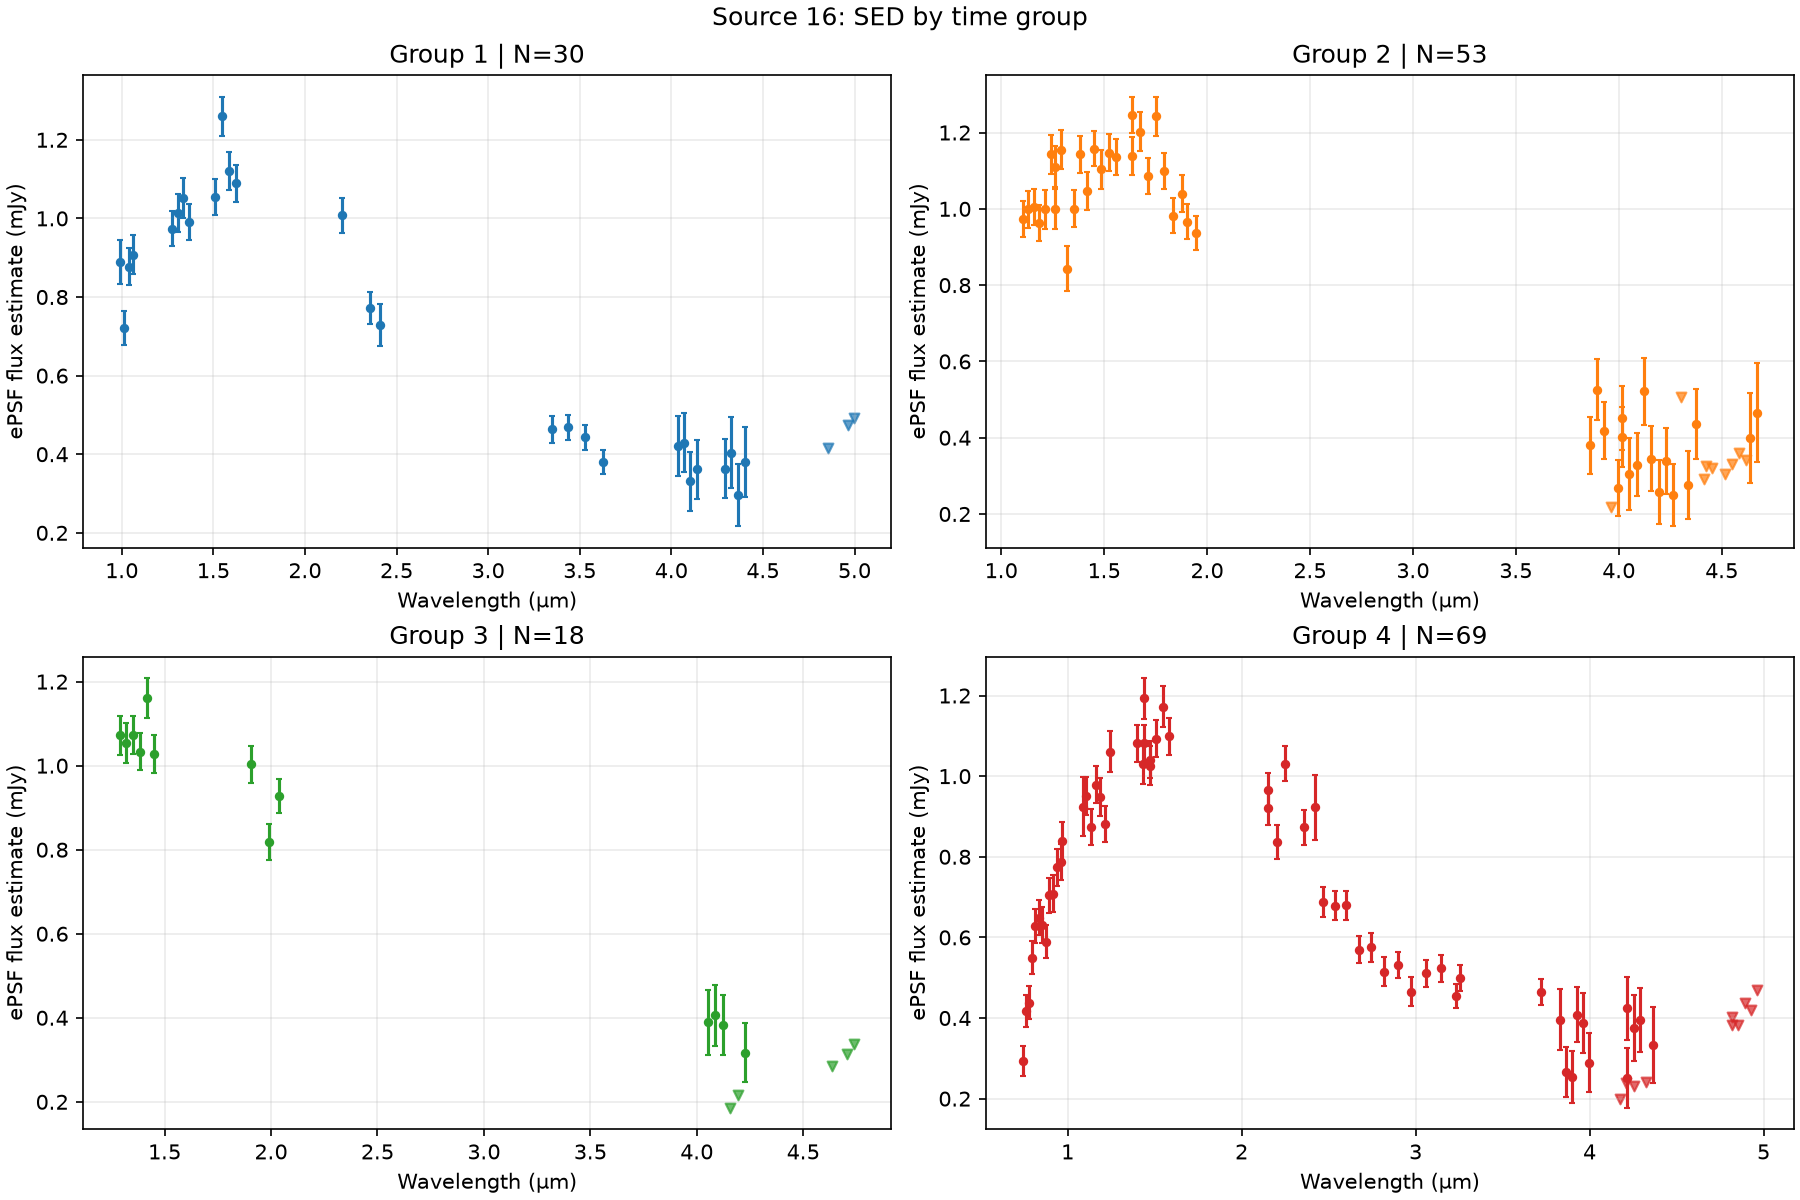 Source 16: SED by time group
Group 1 | N=30
ePSF flux estimate (mJy)
1.2
1.0
0.8
0.6
0.4
0.2
1.0 1.5 2.0 2.5 3.0 3.5 4.0 4.5 5.0
Wavelength (µm)
Group 2 | N=53
ePSF flux estimate (mJy)
1.2
1.0
0.8
0.6
0.4
0.2
1.0 1.5 2.0 2.5 3.0 3.5 4.0 4.5
Wavelength (µm)
Group 3 | N=18
ePSF flux estimate (mJy)
1.2
1.0
0.8
0.6
0.4
0.2
1.5 2.0 2.5 3.0 3.5 4.0 4.5
Wavelength (µm)
Group 4 | N=69
ePSF flux estimate (mJy)
1.2
1.0
0.8
0.6
0.4
0.2
1 2 3 4 5
Wavelength (µm)